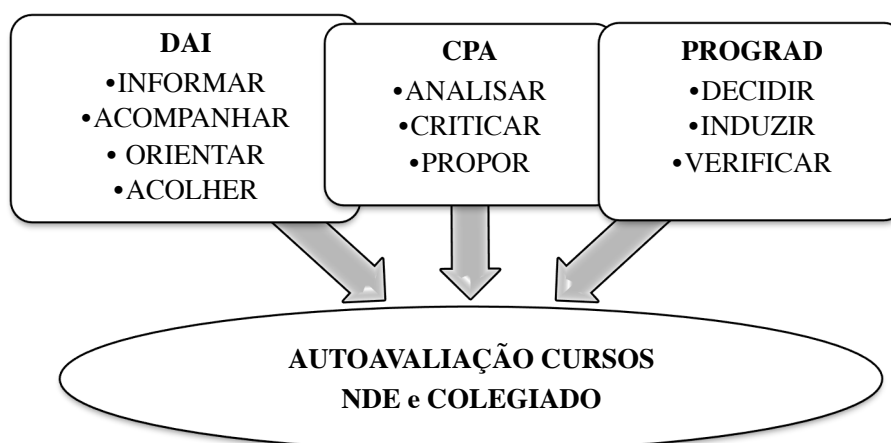 DAI
•INFORMAR
•ACOMPANHAR
• ORIENTAR
•ACOLHER
CPA
•ANALISAR
•CRITICAR
•PROPOR
PROGRAD
•DECIDIR
•INDUZIR
•VERIFICAR
AUTOAVALIAÇÃO CURSOS
NDE e COLEGIADO